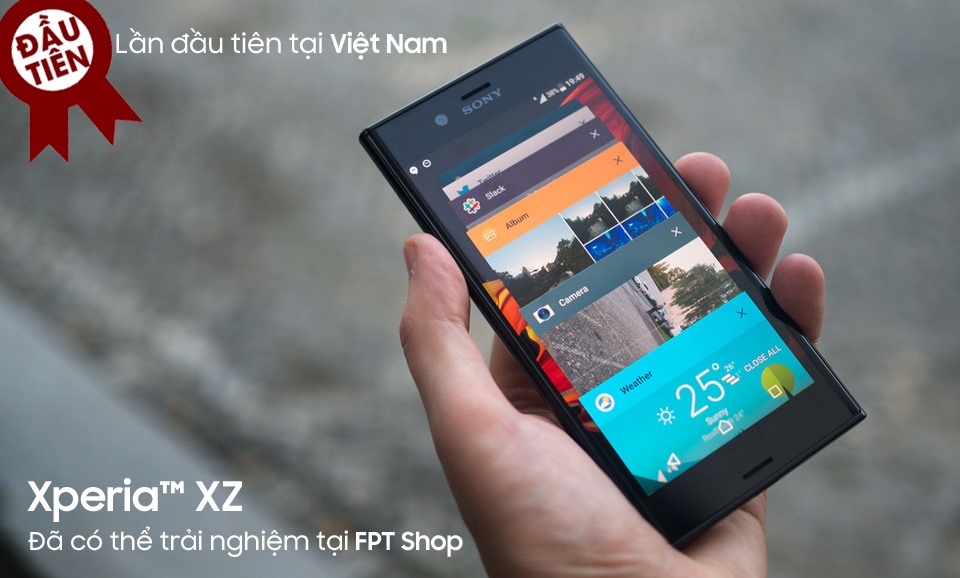 ĐẦU
TIÊN
Lần đầu tiên tại Việt Nam
SONY
38% 19:49
Slack
Album
Camera
Weather
25° 26°
CLOSE ALL
Sunny
24°
Xperia™ XZ
Đã có thể trải nghiệm tại FPT Shop